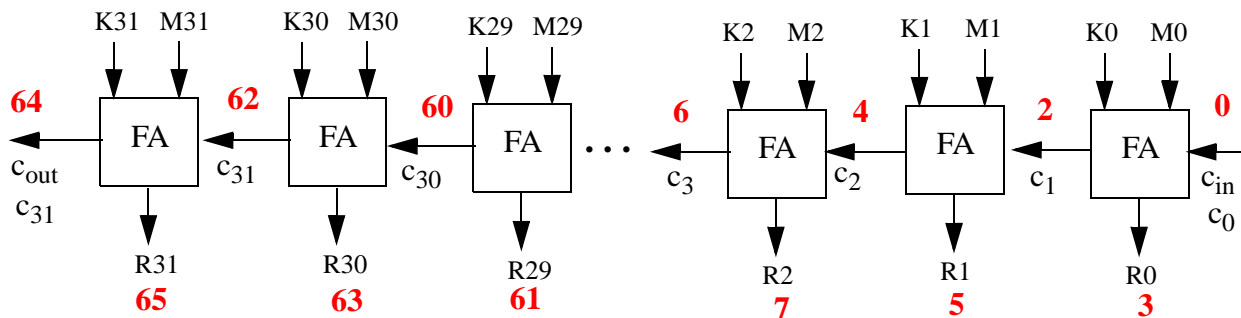 K31 M31 K30 M30 K29 M29 K2 M2 K1 M1 K0 M0
64 62 60 6 4 2 0
FA FA FA ... FA FA FA
c_out c_31 c_30 c_3 c_2 c_1 c_in
c_31 c_0
R31 R30 R29 R2 R1 R0
65 63 61 7 5 3